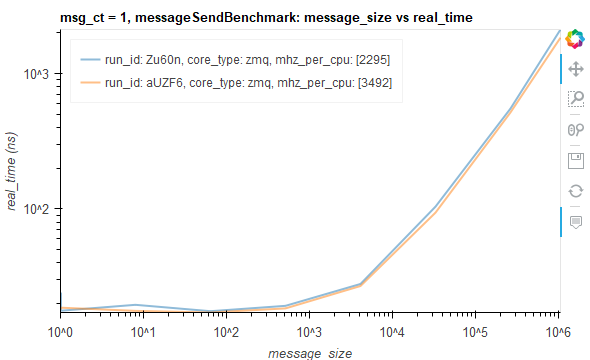 msg_ct = 1, messageSendBenchmark: message_size vs real_time
run_id: Zu60n, core_type: zmq, mhz_per_cpu: [2295]
run_id: aUZF6, core_type: zmq, mhz_per_cpu: [3492]
real_time (ns)
10^3
10^2
10^0 10^1 10^2 10^3 10^4 10^5 10^6
message_size